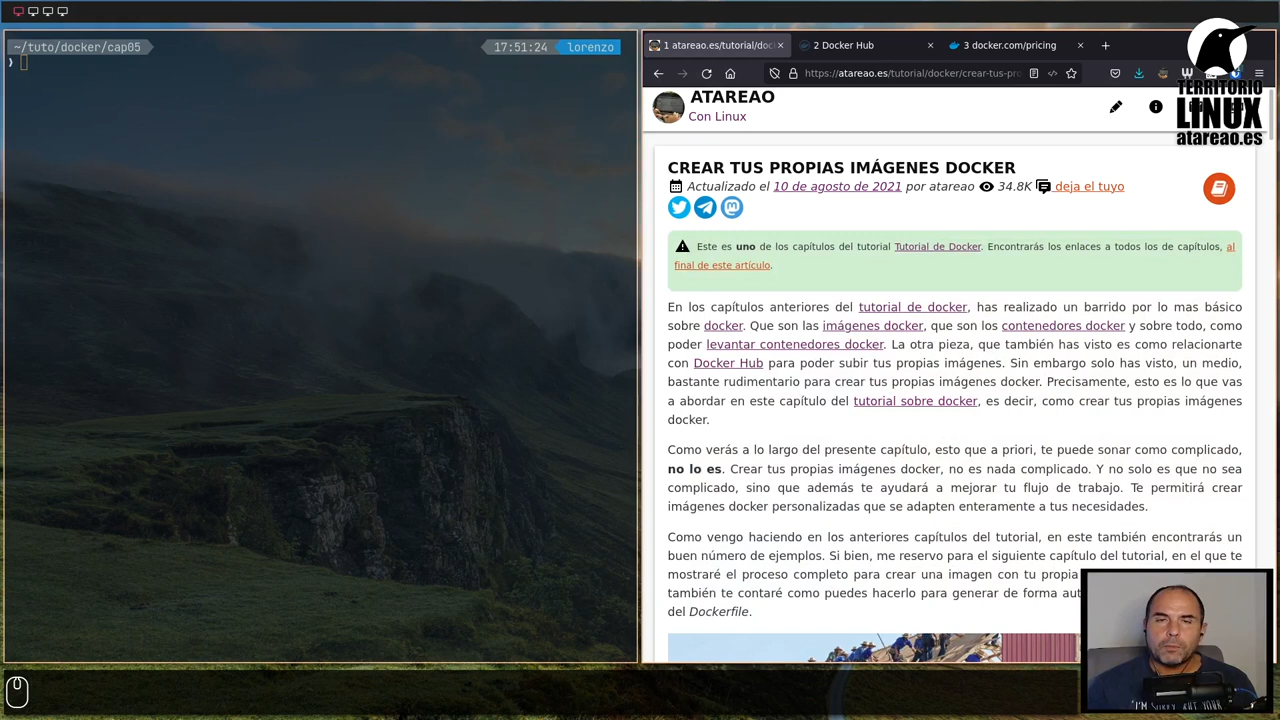 ~/tuto/docker/cap05
17:51:24
lorenzo
1 atareao.es/tutorial/doc
2 Docker Hub
3 docker.com/pricing
https://atareao.es/tutorial/docker/crear-tus-pro
TERRITORIO
LINUX
atareao.es
ATAREAO
Con Linux
CREAR TUS PROPIAS IMÁGENES DOCKER
Actualizado el 10 de agosto de 2021 por atareao 34.8K deja el tuyo
Este es uno de los capítulos del tutorial Tutorial de Docker. Encontrarás los enlaces a todos los de capítulos, al
final de este artículo.
En los capítulos anteriores del tutorial de docker, has realizado un barrido por lo mas básico
sobre docker. Que son las imágenes docker, que son los contenedores docker y sobre todo, como
poder levantar contenedores docker. La otra pieza, que también has visto es como relacionarte
con Docker Hub para poder subir tus propias imágenes. Sin embargo solo has visto, un medio,
bastante rudimentario para crear tus propias imágenes docker. Precisamente, esto es lo que vas
a abordar en este capítulo del tutorial sobre docker, es decir, como crear tus propias imágenes
docker.
Como verás a lo largo del presente capítulo, esto que a priori, te puede sonar como complicado,
no lo es. Crear tus propias imágenes docker, no es nada complicado. Y no solo es que no sea
complicado, sino que además te ayudará a mejorar tu flujo de trabajo. Te permitirá crear
imágenes docker personalizadas que se adapten enteramente a tus necesidades.
Como vengo haciendo en los anteriores capítulos del tutorial, en este también encontrarás un
buen número de ejemplos. Si bien, me reservo para el siguiente capítulo del tutorial, en el que te
mostraré el proceso completo para crear una imagen con tu propia
también te contaré como puedes hacerlo para generar de forma aut
del Dockerfile.
I'M SORRY, BUT YOUR